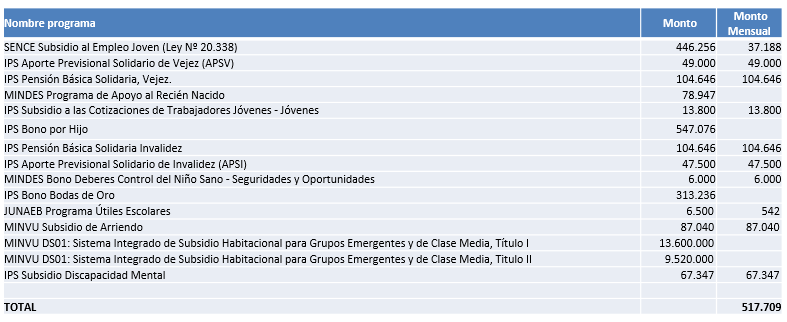 Nombre programa Monto Monto Mensual
SENCE Subsidio al Empleo Joven (Ley Nº 20.338) 446.256 37.188
IPS Aporte Previsional Solidario de Vejez (APSV) 49.000 49.000
IPS Pensión Básica Solidaria, Vejez. 104.646 104.646
MINDES Programa de Apoyo al Recién Nacido 78.947
IPS Subsidio a las Cotizaciones de Trabajadores Jóvenes - Jóvenes 13.800 13.800
IPS Bono por Hijo 547.076
IPS Pensión Básica Solidaria Invalidez 104.646 104.646
IPS Aporte Previsional Solidario de Invalidez (APSI) 47.500 47.500
MINDES Bono Deberes Control del Niño Sano - Seguridades y Oportunidades 6.000 6.000
IPS Bono Bodas de Oro 313.236
JUNAEB Programa Útiles Escolares 6.500 542
MINVU Subsidio de Arriendo 87.040 87.040
MINVU DS01: Sistema Integrado de Subsidio Habitacional para Grupos Emergentes y de Clase Media, Título I 13.600.000
MINVU DS01: Sistema Integrado de Subsidio Habitacional para Grupos Emergentes y de Clase Media, Titulo II 9.520.000
IPS Subsidio Discapacidad Mental 67.347 67.347
TOTAL 517.709